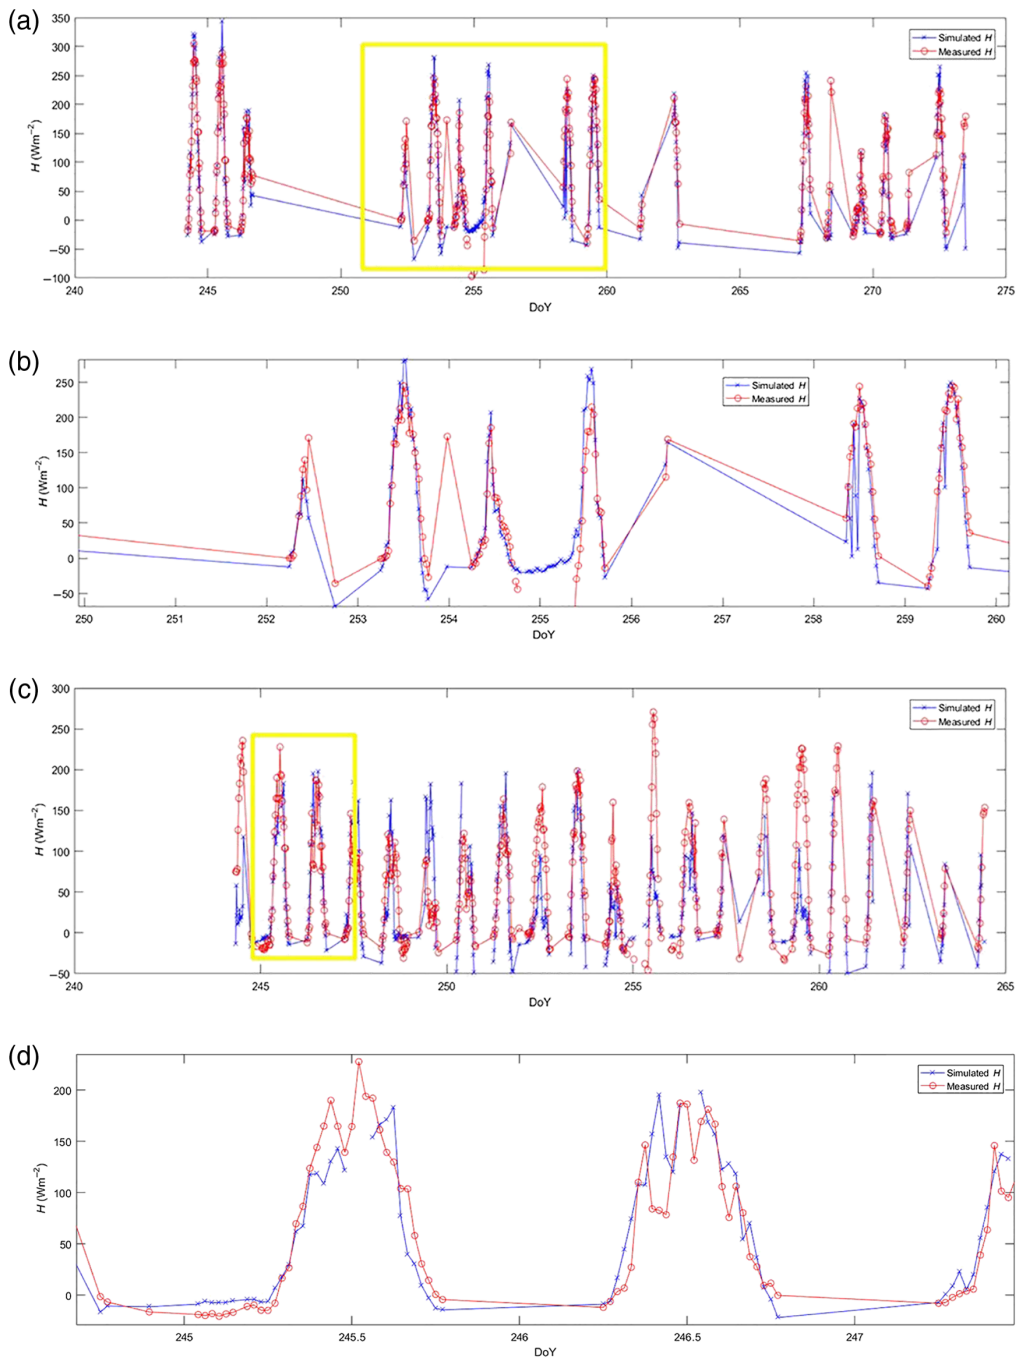 (a)
350
300
250
200
150
100
50
0
−50
−100
H (Wm−2)
Simulated H
Measured H
240 245 250 255 260 265 270 275
DoY
(b)
250
200
150
100
50
0
−50
H (Wm−2)
Simulated H
Measured H
250 251 252 253 254 255 256 257 258 259 260
DoY
(c)
300
250
200
150
100
50
0
−50
H (Wm−2)
Simulated H
Measured H
240 245 250 255 260 265
DoY
(d)
200
150
100
50
0
H (Wm−2)
Simulated H
Measured H
245 245.5 246 246.5 247
DoY